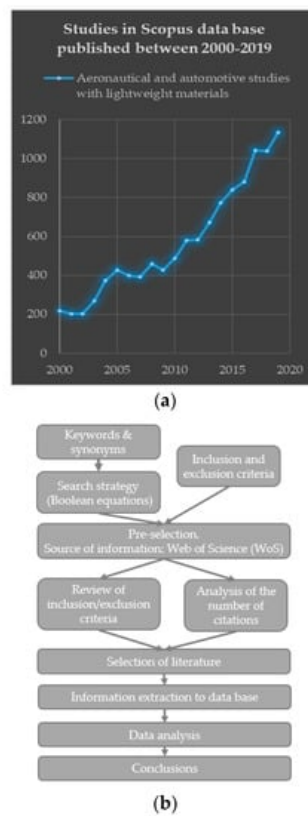 Studies in Scopus data base
published between 2000-2019
Aeronautical and automotive studies
with lightweight materials
1200
1000
800
600
400
200
0
2000 2005 2010 2015 2020
(a)
Keywords &
synonyms
Inclusion and
exclusion criteria
Search strategy
(Boolean equations)
Pre-selection.
Source of information: Web of Science (WoS)
Review of
inclusion/exclusion
criteria
Analysis of the
number of
citations
Selection of literature
Information extraction to data base
Data analysis
Conclusions
(b)